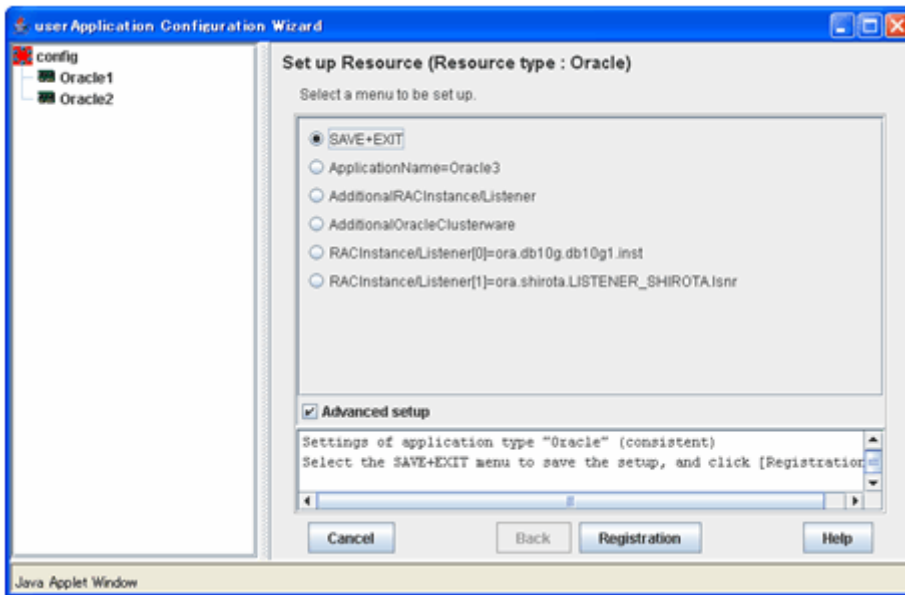 userApplication Configuration Wizard
config
Oracle1
Oracle2
Set up Resource (Resource type : Oracle)
Select a menu to be set up.
SAVE+EXIT
ApplicationName=Oracle3
AdditionalRACInstance/Listener
AdditionalOracleClusterware
RACInstance/Listener[0]=ora.db10g.db10g1.inst
RACInstance/Listener[1]=ora.shirota.LISTENER_SHIROTA.lsnr
Advanced setup
Settings of application type "Oracle" (consistent)
Select the SAVE+EXIT menu to save the setup, and click [Registration
Cancel
Back
Registration
Help
Java Applet Window